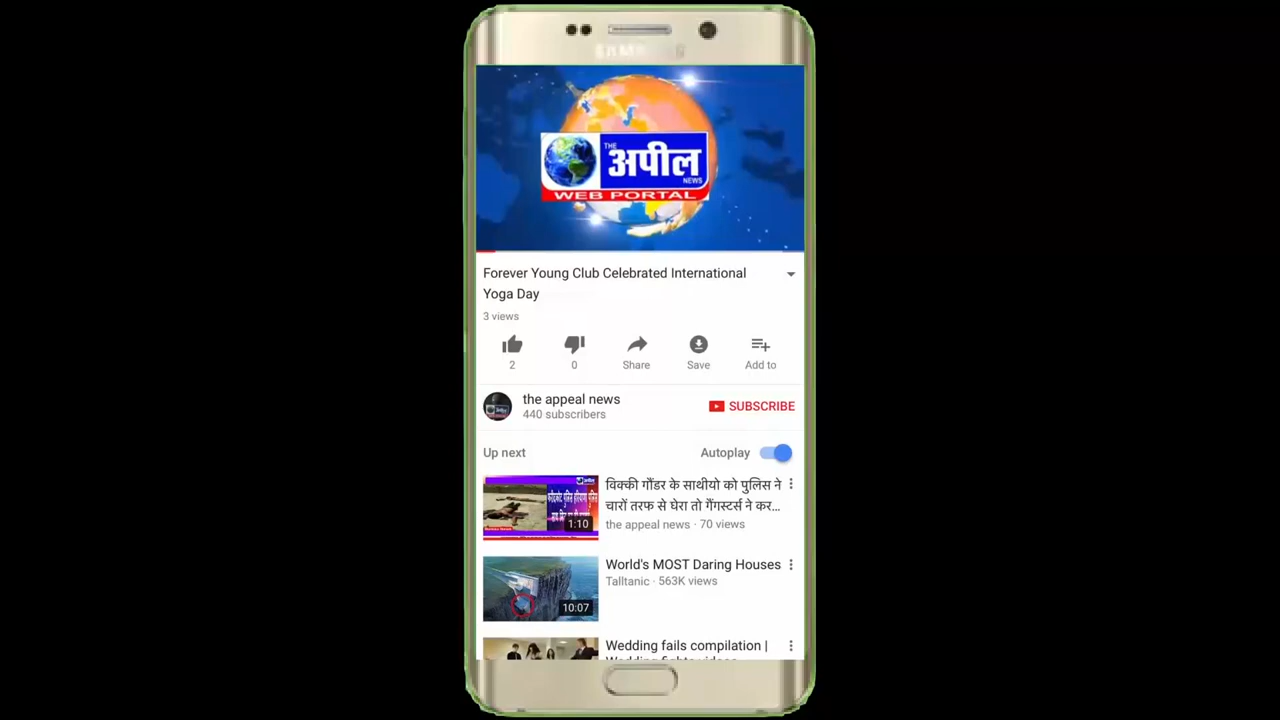 SAMSUNG
THE
अपील
NEWS
WEB PORTAL
Forever Young Club Celebrated International
Yoga Day
3 views
2
0
Share
Save
Add to
the appeal news
440 subscribers
SUBSCRIBE
Up next
Autoplay
विक्की गौंडर के साथीयो को पुलिस ने
चारों तरफ से घेरा तो गैंगस्टर्स ने कर...
the appeal news · 70 views
1:10
World's MOST Daring Houses
Talltanic · 563K views
10:07
Wedding fails compilation |